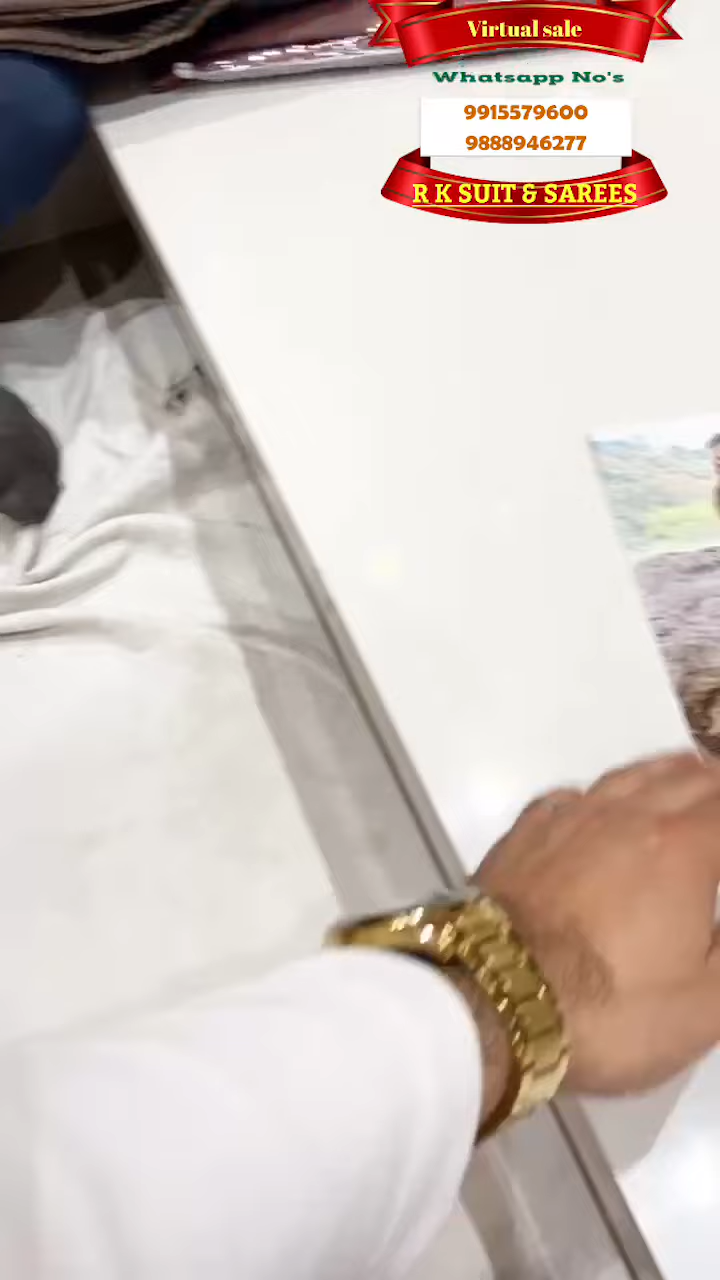 Virtual sale
Whatsapp No's
9915579600
9888946277
R K SUIT & SAREES